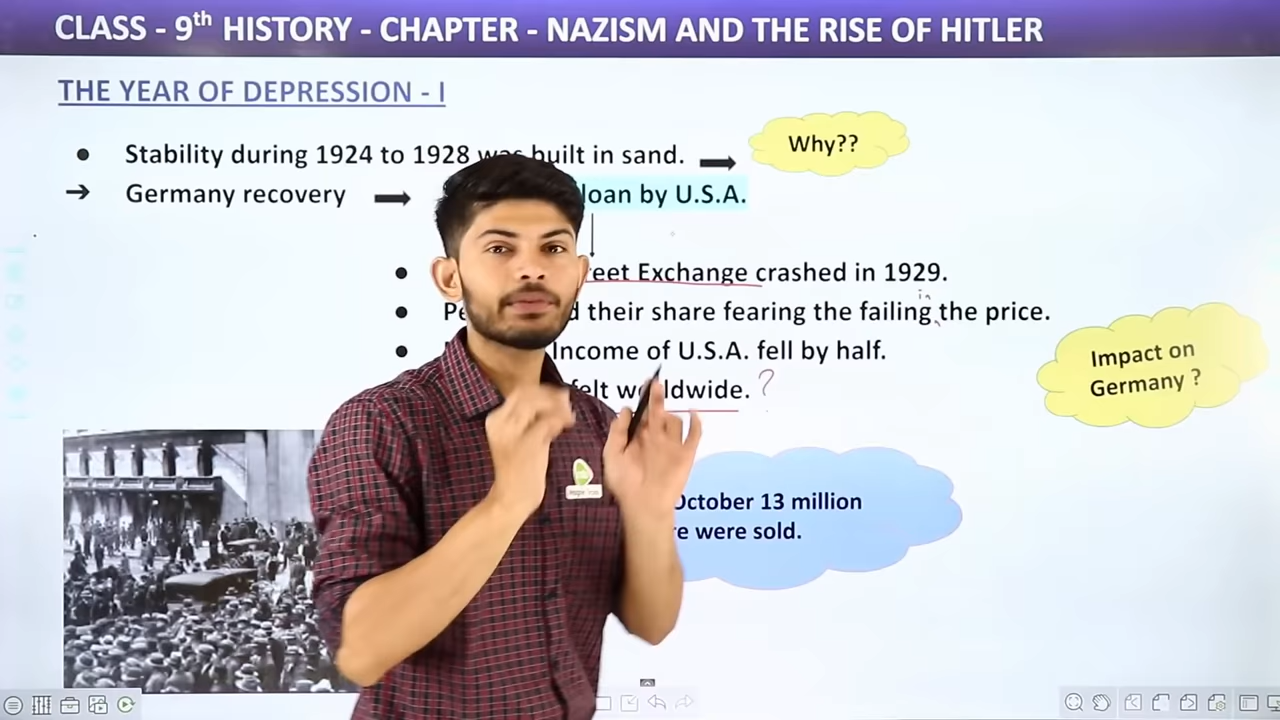 CLASS - 9th HISTORY - CHAPTER - NAZISM AND THE RISE OF HITLER
THE YEAR OF DEPRESSION - I
● Stability during 1924 to 1928 was built in sand.
Why??
→ Germany recovery
loan by U.S.A.
Exchange crashed in 1929.
in
their share fearing the failing the price.
● Income of U.S.A. fell by half.
felt worldwide. ?
Impact on
Germany ?
October 13 million
were sold.